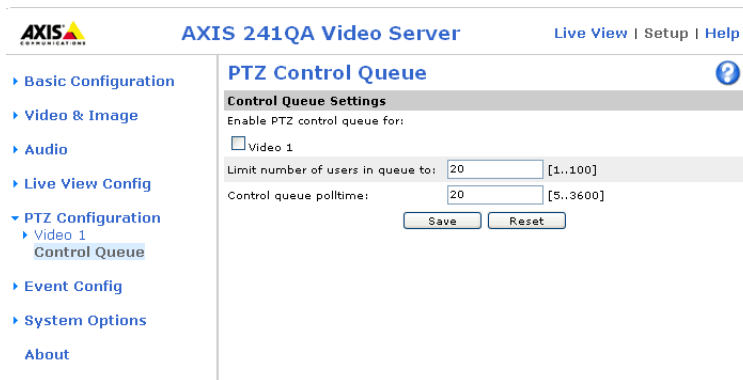 AXIS
COMMUNICATIONS
AXIS 241QA Video Server
Live View | Setup | Help
Basic Configuration
Video & Image
Audio
Live View Config
PTZ Configuration
Video 1
Control Queue
Event Config
System Options
About
PTZ Control Queue
?
Control Queue Settings
Enable PTZ control queue for:
Video 1
Limit number of users in queue to: 20 [1..100]
Control queue polltime: 20 [5..3600]
Save Reset